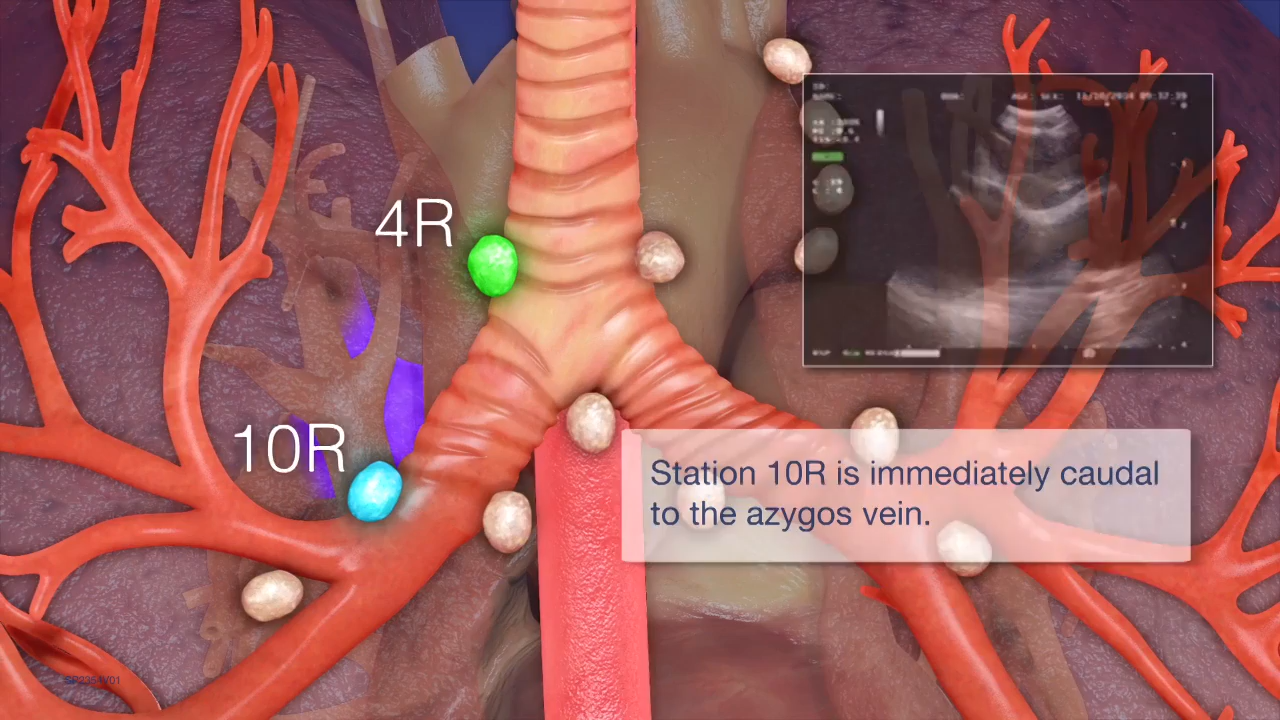 4R
10R
Station 10R is immediately caudal
to the azygos vein.